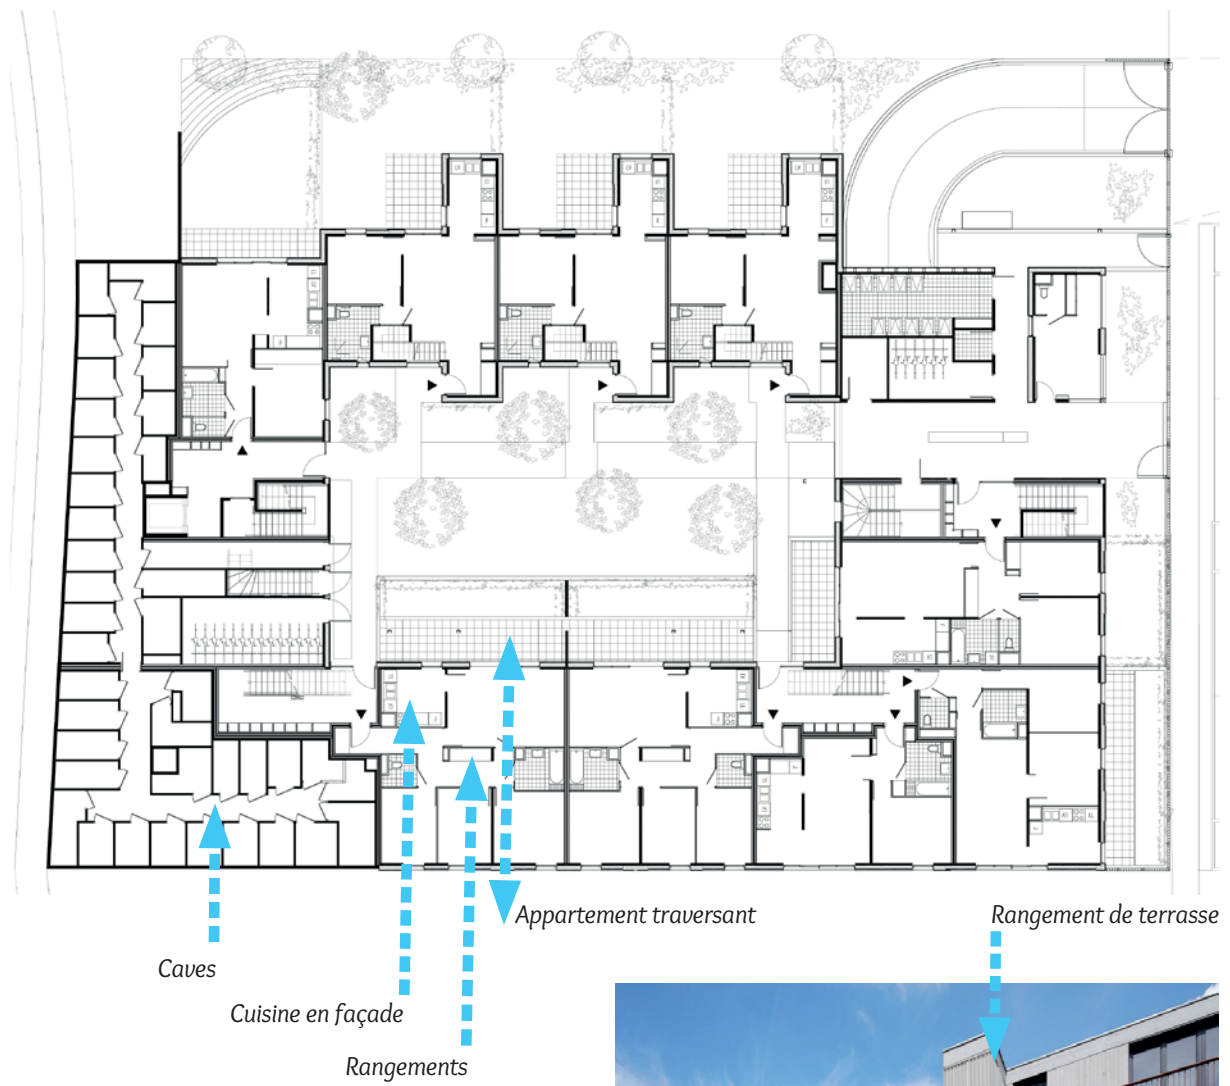 Appartement traversant
Rangement de terrasse
Caves
Cuisine en façade
Rangements